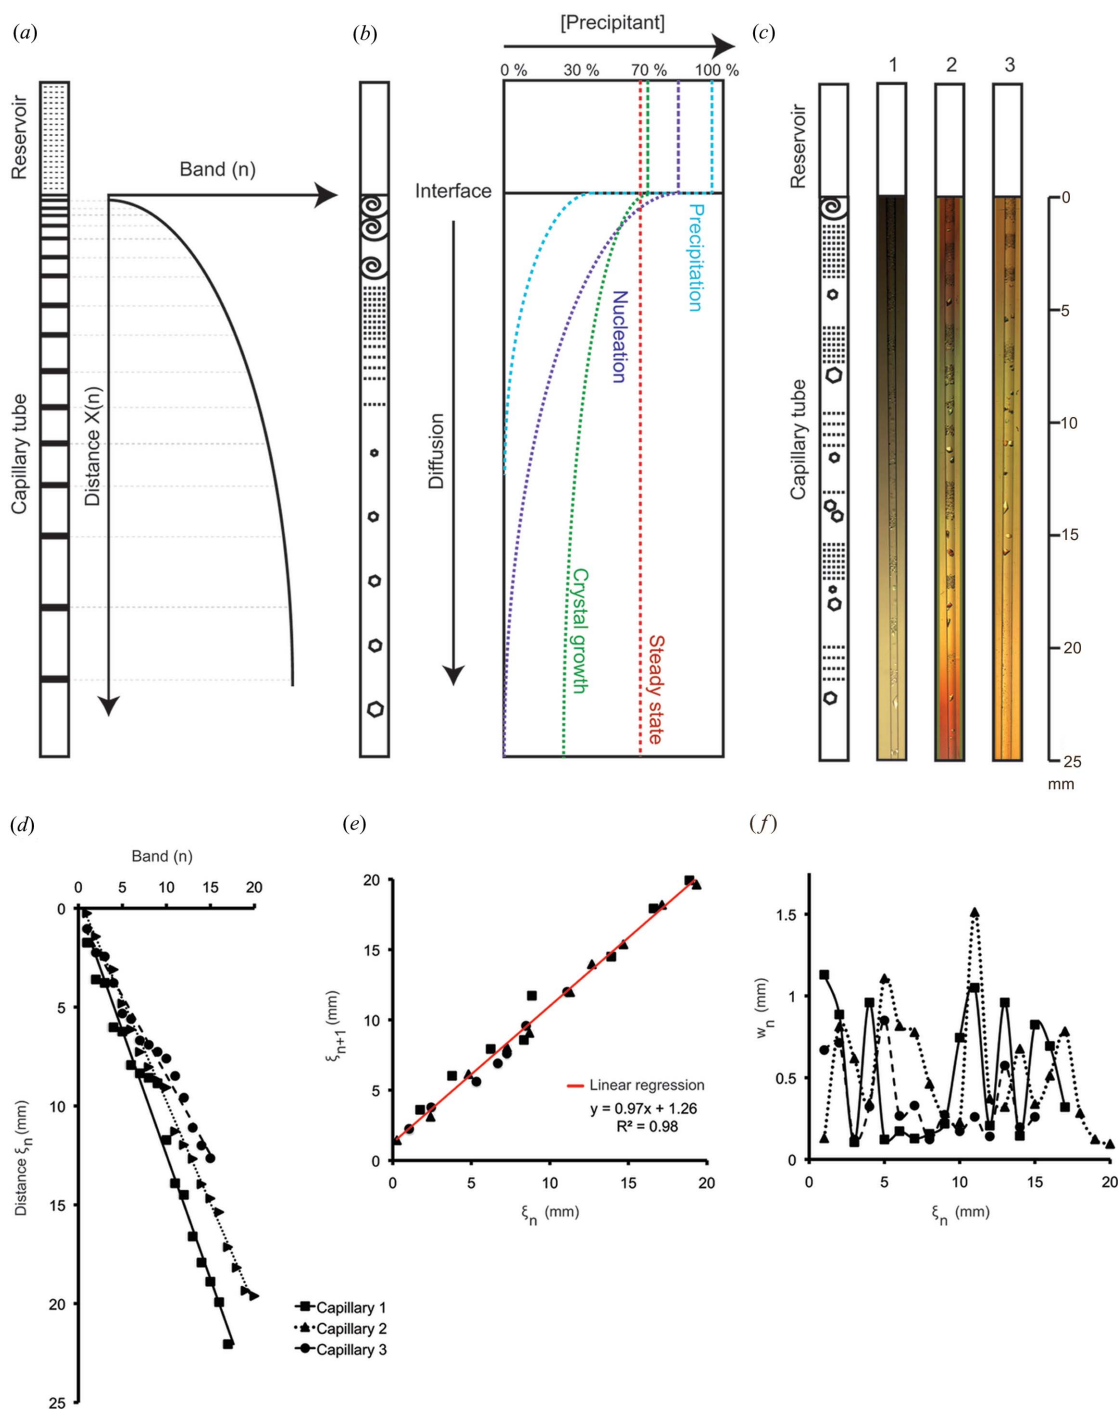 (a)
(b)
[Precipitant]
(c)
0 %
30 %
70 %
100 %
1
2
3
Reservoir
Band (n)
Interface
Reservoir
0
Capillary tube
Distance X(n)
Diffusion
Precipitation
Nucleation
Crystal growth
Steady state
Capillary tube
5
10
15
20
25
mm
(d)
(e)
(f)
Band (n)
0
5
10
15
20
0
5
10
15
20
25
Distance ξn (mm)
Capillary 1
Capillary 2
Capillary 3
20
15
10
5
0
ξn+1 (mm)
Linear regression
y = 0.97x + 1.26
R² = 0.98
0
5
10
15
20
ξn (mm)
1.5
1
0.5
0
wn (mm)
0
5
10
15
20
ξn (mm)